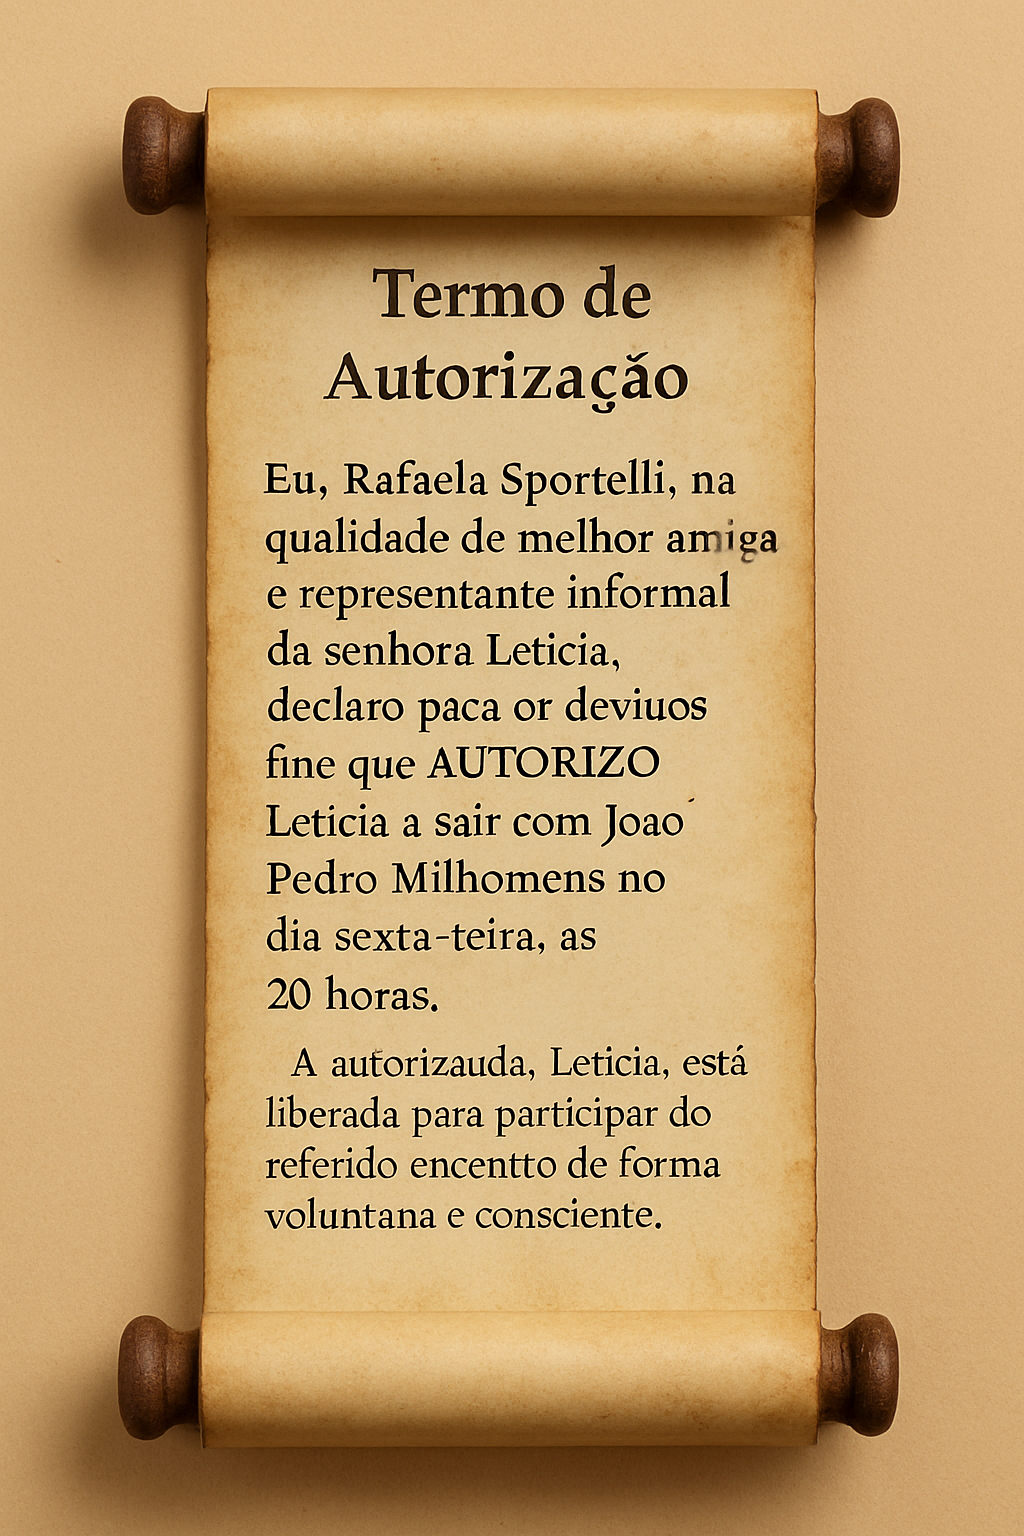 Termo de
Autorizaçǎo
Eu, Rafaela Sportelli, na
qualidade de melhor amiga
e representante informal
da senhora Leticia,
declaro paca or deviuos
fine que AUTORIZO
Leticia a sair com Joao
Pedro Milhomens no
dia sexta-teira, as
20 horas.
A autorizauda, Leticia, está
liberada para participar do
referido encentto de forma
voluntana e consciente.